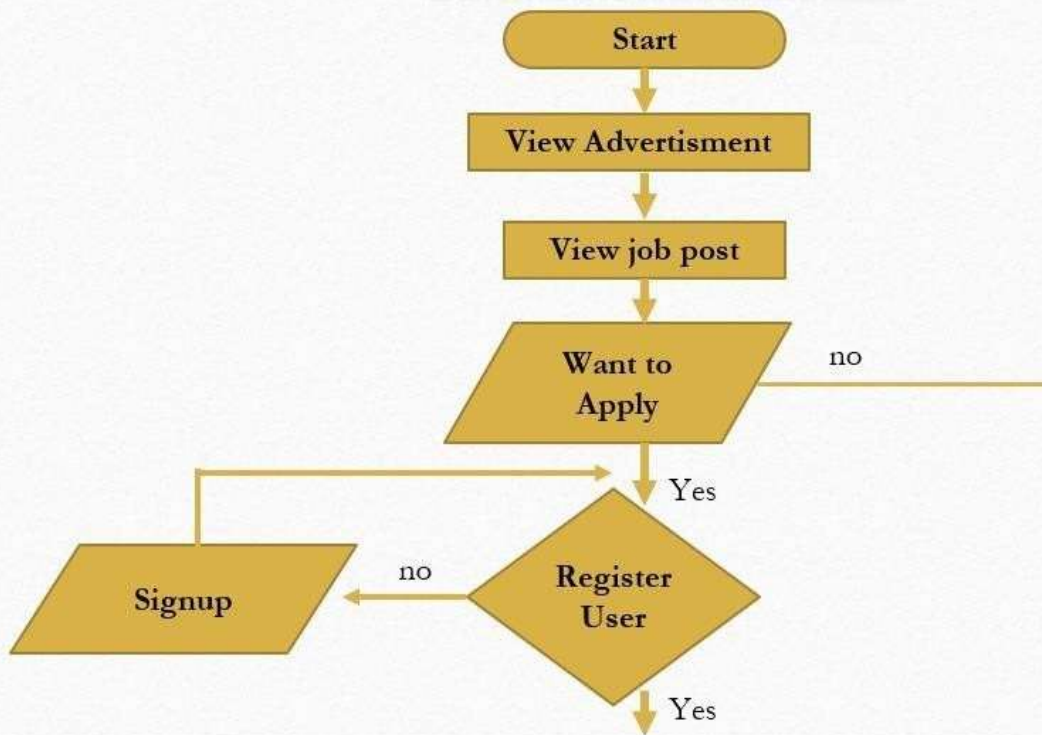 Start
View Advertisment
View job post
Want to
Apply
no
Yes
Register
User
no
Signup
Yes